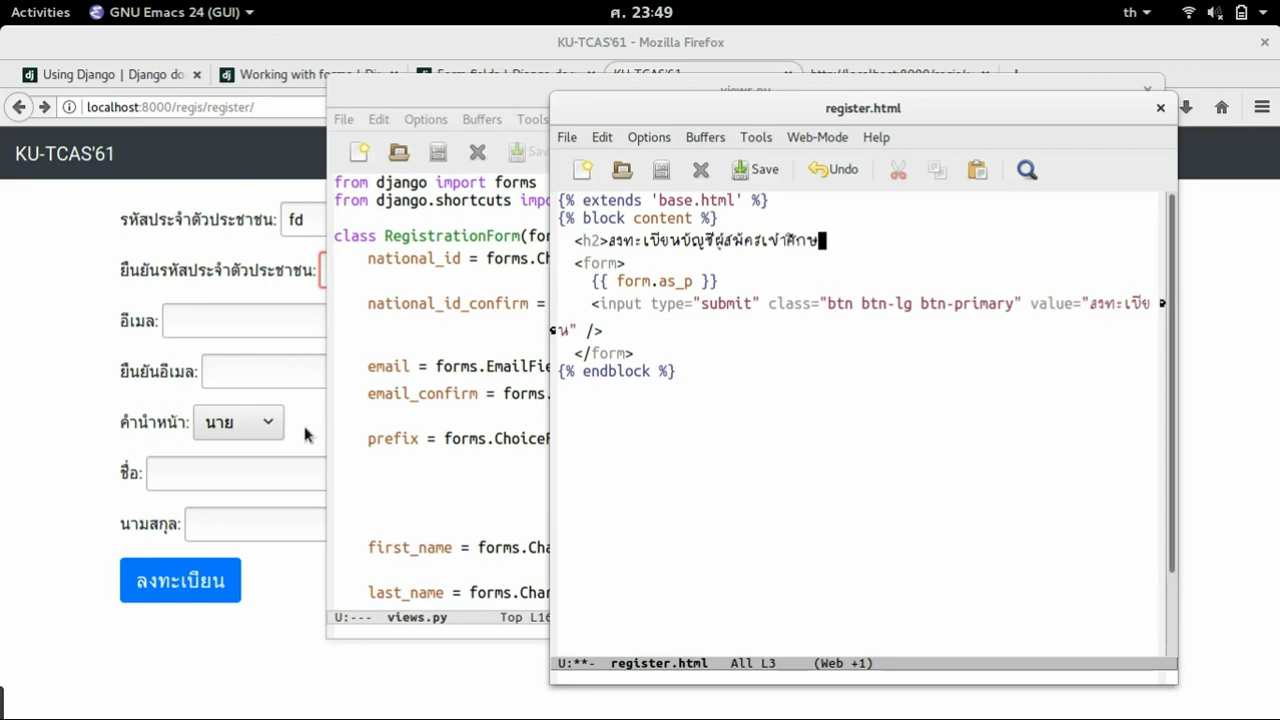 Activities
GNU Emacs 24 (GUI)
ศ. 23:49
th
KU-TCAS'61 - Mozilla Firefox
Using Django | Django do
Working with forms | Dj
KU-TCAS'61
views.py
localhost:8000/regis/register/
KU-TCAS'61
รหัสประจำตัวประชาชน: fd
ยืนยันรหัสประจำตัวประชาชน:
อีเมล:
ยืนยันอีเมล:
คำนำหน้า: นาย
ชื่อ:
นามสกุล:
ลงทะเบียน
File Edit Options Buffers Tools
Sav
from django import forms
from django.shortcuts impo
class RegistrationForm(for
national_id = forms.Ch
national_id_confirm =
email = forms.EmailFie
email_confirm = forms.
prefix = forms.ChoiceF
first_name = forms.Cha
last_name = forms.Char
U:--- views.py Top L16
register.html
File Edit Options Buffers Tools Web-Mode Help
Save Undo
{% extends 'base.html' %}
{% block content %}
<h2>ลงทะเบียนบัญชีผู้สมัครเข้าศึกษ
<form>
{{ form.as_p }}
<input type="submit" class="btn btn-lg btn-primary" value="ลงทะเบีย
น" />
</form>
{% endblock %}
U:**- register.html All L3 (Web +1)